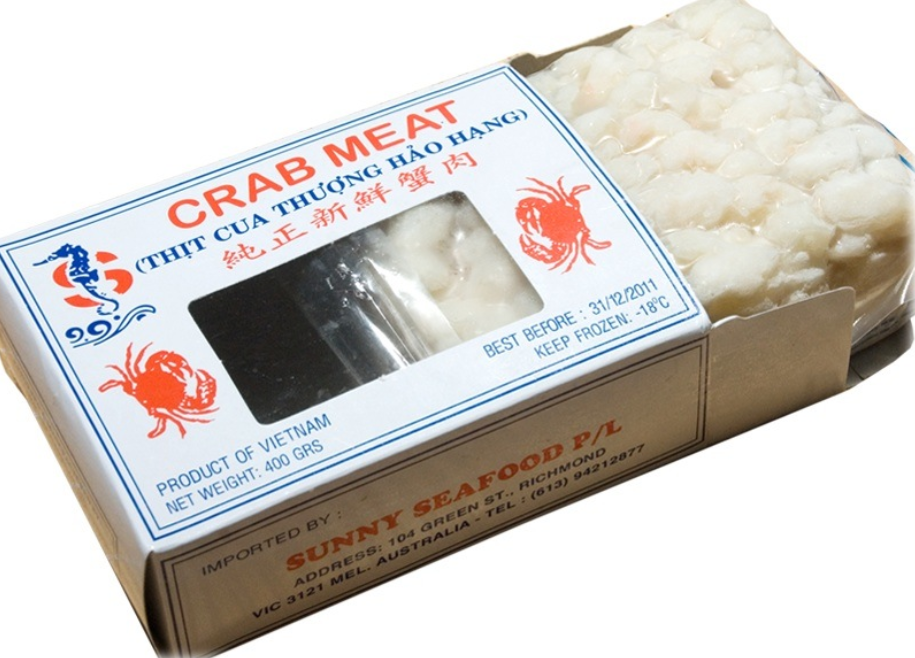 CRAB MEAT
(THỊT CUA THƯỢNG HẢO HẠNG)
純正新鮮蟹肉
BEST BEFORE : 31/12/2011
KEEP FROZEN: -18°C
PRODUCT OF VIETNAM
NET WEIGHT: 400 GRS
IMPORTED BY :
SUNNY SEAFOOD P/L
ADDRESS: 104 GREEN ST., RICHMOND
VIC 3121 MEL. AUSTRALIA - TEL : (613) 94212877